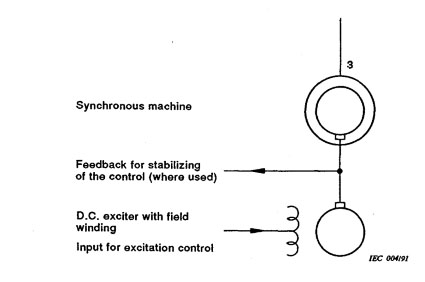 3
Synchronous machine
Feedback for stabilizing
of the control (where used)
D.C. exciter with field
winding
Input for excitation control
IEC 004/91